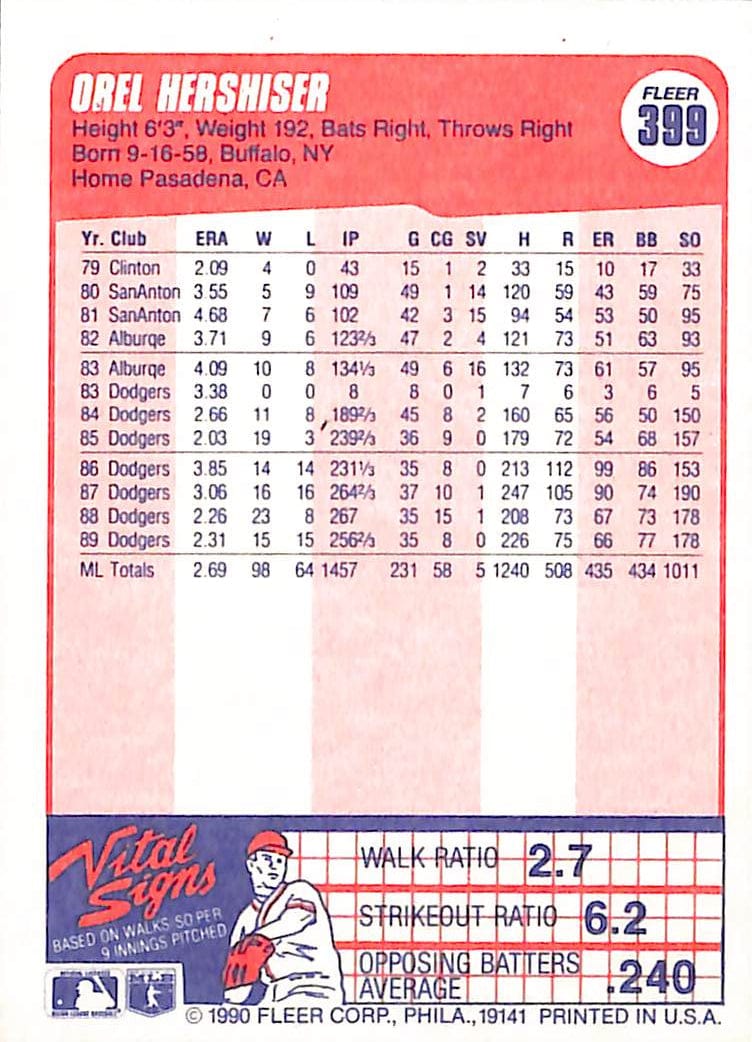 OREL HERSHISER
FLEER
399
Height 6'3", Weight 192, Bats Right, Throws Right
Born 9-16-58, Buffalo, NY
Home Pasadena, CA
Yr. Club ERA W L IP G CG SV H R ER BB SO
79 Clinton 2.09 4 0 43 15 1 2 33 15 10 17 33
80 SanAnton 3.55 5 9 109 49 1 14 120 59 43 59 75
81 SanAnton 4.68 7 6 102 42 3 15 94 54 53 50 95
82 Alburqe 3.71 9 6 123⅔ 47 2 4 121 73 51 63 93
83 Alburqe 4.09 10 8 134⅓ 49 6 16 132 73 61 57 95
83 Dodgers 3.38 0 0 8 8 0 1 7 6 3 6 5
84 Dodgers 2.66 11 8 189⅔ 45 8 2 160 65 56 50 150
85 Dodgers 2.03 19 3 239⅔ 36 9 0 179 72 54 68 157
86 Dodgers 3.85 14 14 231⅓ 35 8 0 213 112 99 86 153
87 Dodgers 3.06 16 16 264⅔ 37 10 1 247 105 90 74 190
88 Dodgers 2.26 23 8 267 35 15 1 208 73 67 73 178
89 Dodgers 2.31 15 15 256⅔ 35 8 0 226 75 66 77 178
ML Totals 2.69 98 64 1457 231 58 5 1240 508 435 434 1011
Vital
Signs
BASED ON WALKS SO PER
9 INNINGS PITCHED
WALK RATIO 2.7
STRIKEOUT RATIO 6.2
OPPOSING BATTERS
AVERAGE .240
© 1990 FLEER CORP., PHILA., 19141 PRINTED IN U.S.A.